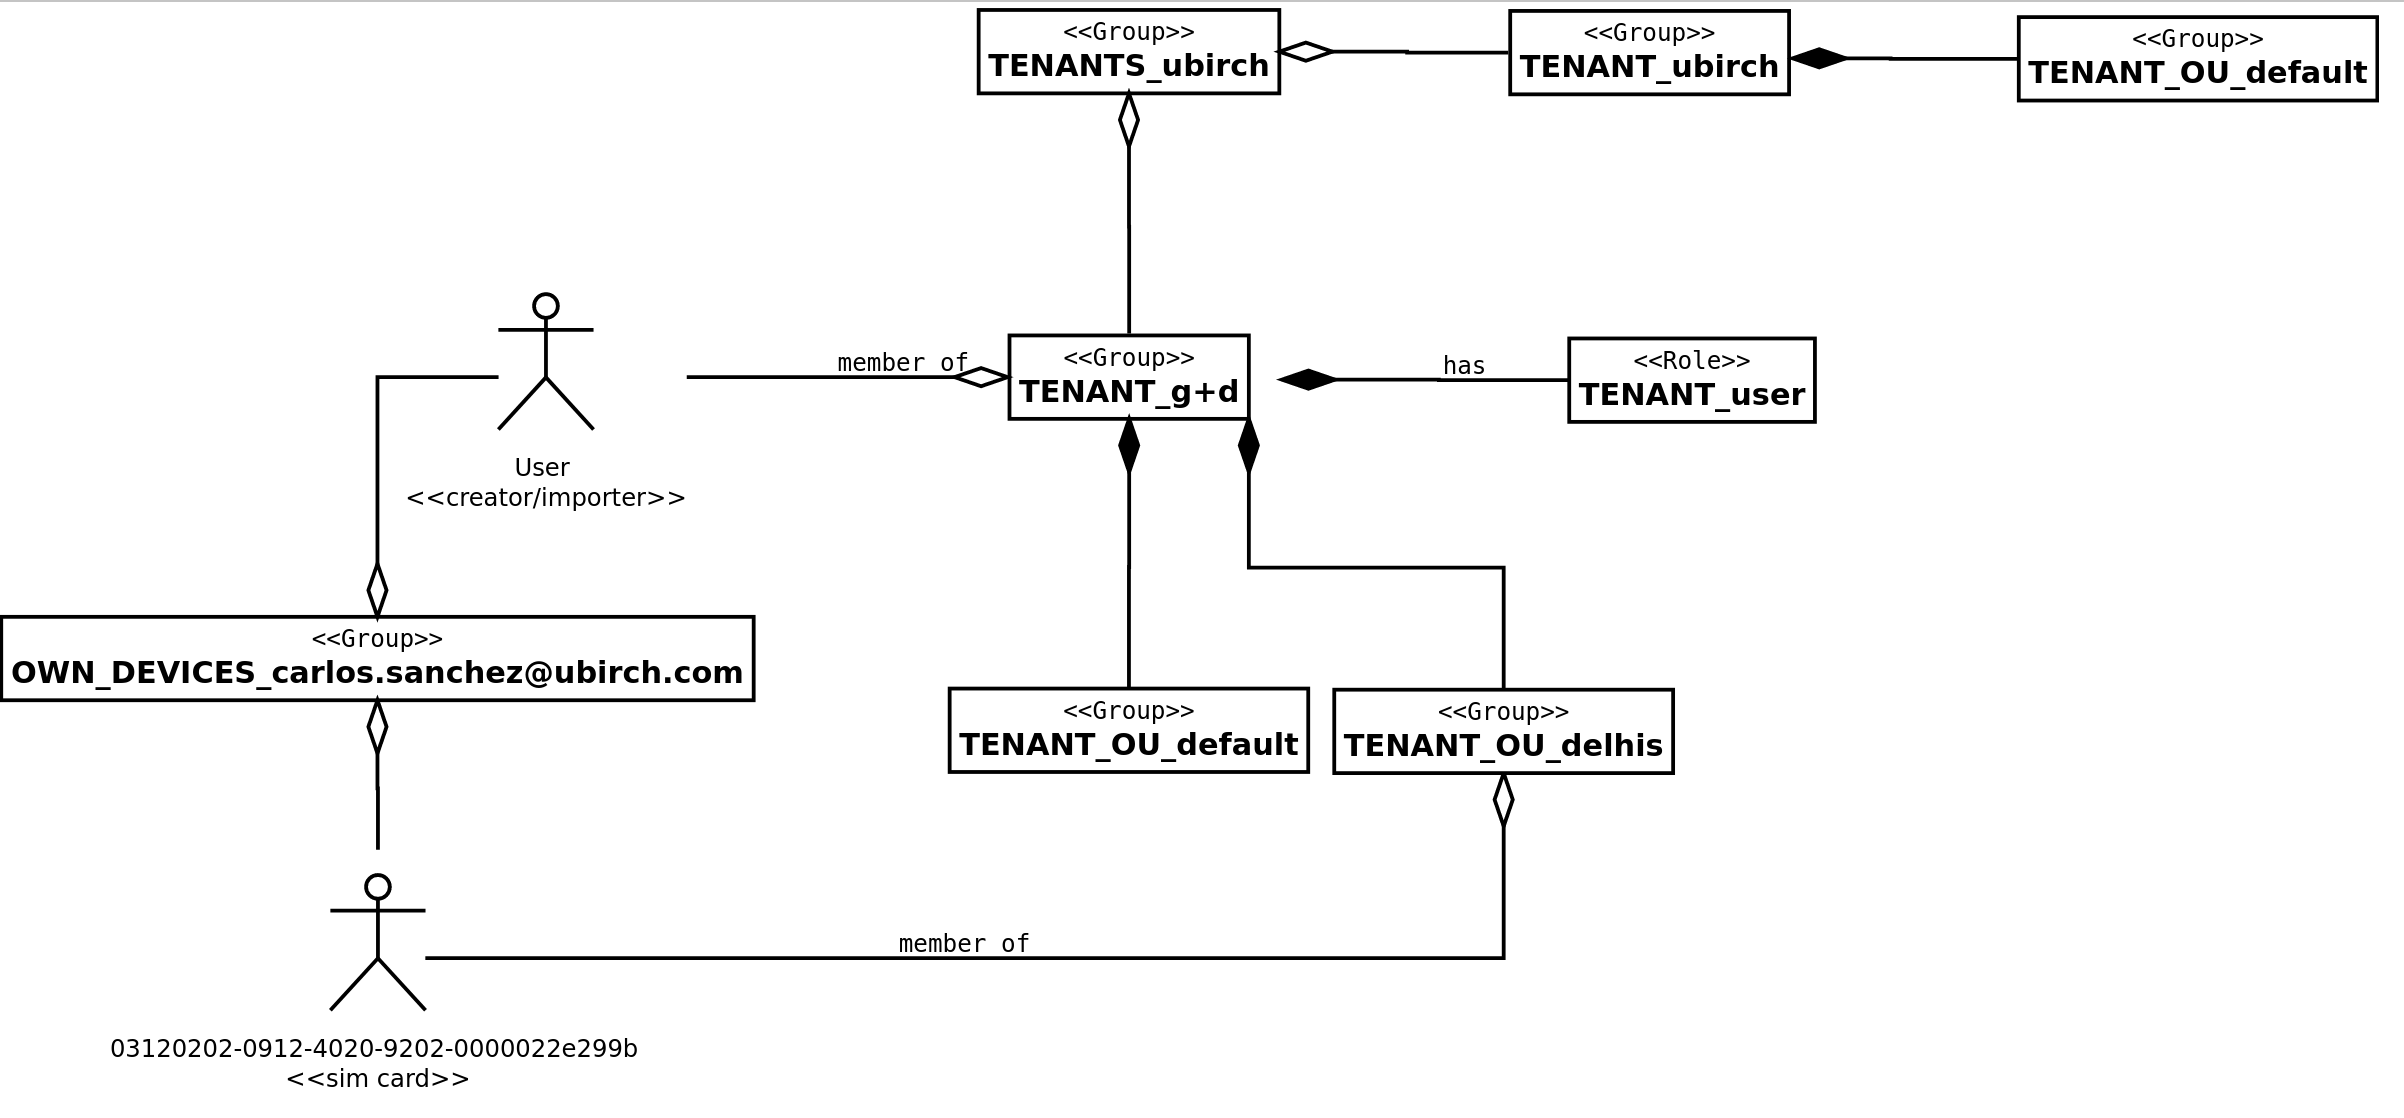 <<Group>>
TENANTS_ubirch
<<Group>>
TENANT_ubirch
<<Group>>
TENANT_OU_default
member of
<<Group>>
TENANT_g+d
has
<<Role>>
TENANT_user
User
<<creator/importer>>
<<Group>>
OWN_DEVICES_carlos.sanchez@ubirch.com
<<Group>>
TENANT_OU_default
<<Group>>
TENANT_OU_delhis
member of
03120202-0912-4020-9202-0000022e299b
<<sim card>>